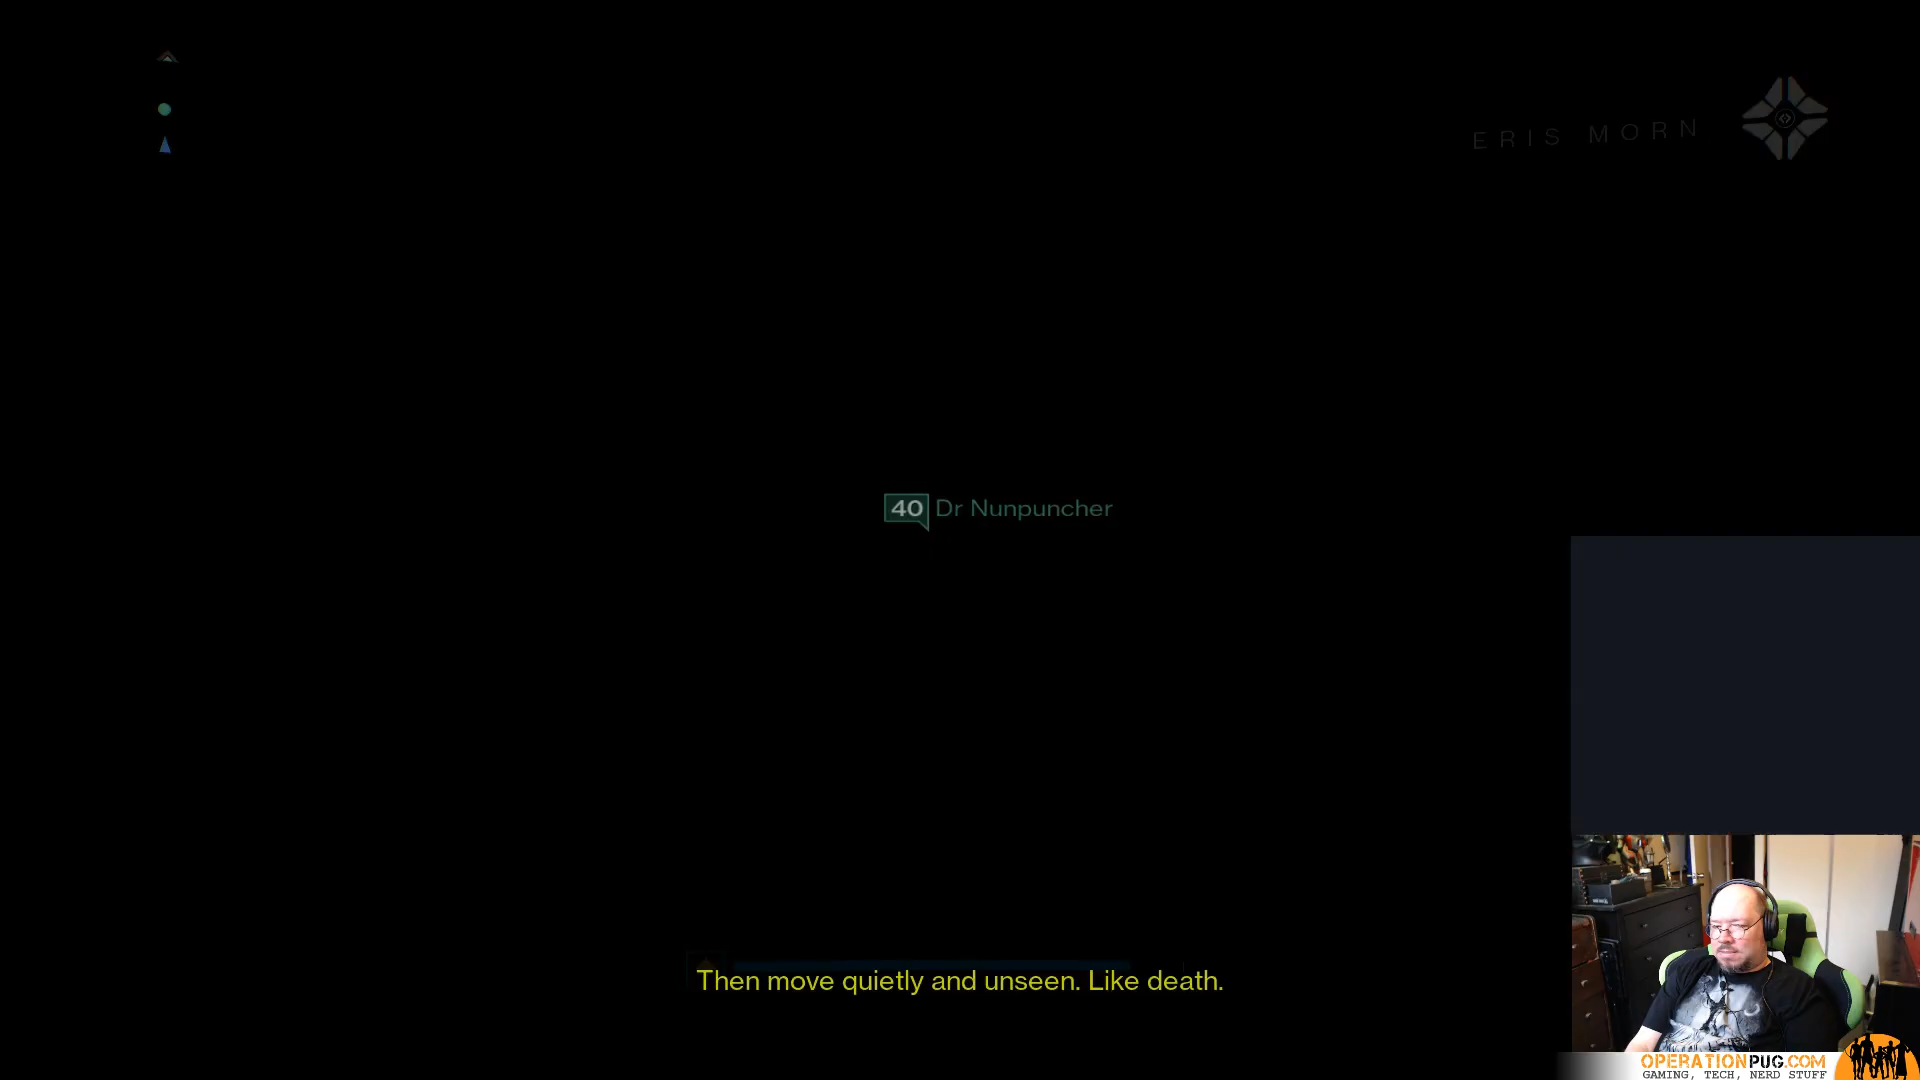 ERIS MORN
40 Dr Nunpuncher
Then move quietly and unseen. Like death.
OPERATIONPUG.COM
GAMING, TECH, NERD STUFF